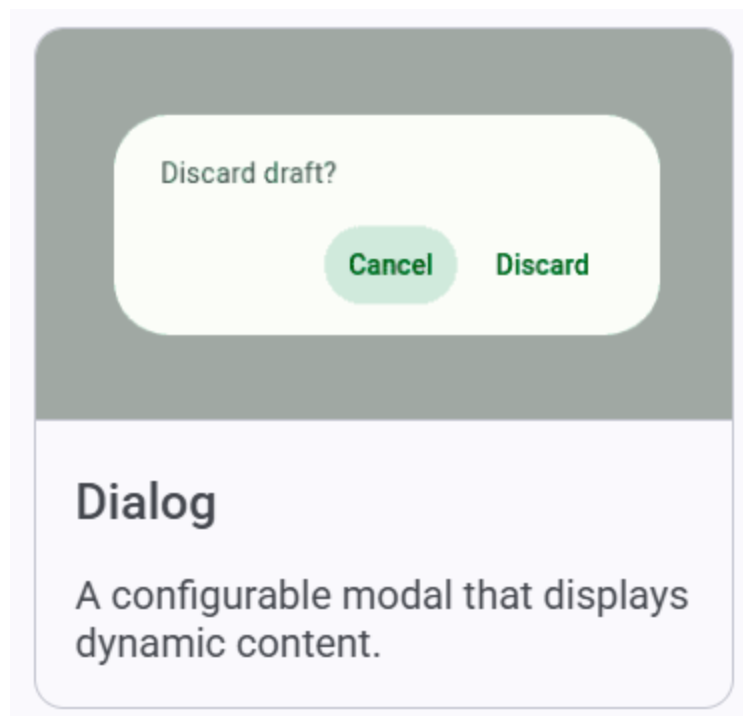 Discard draft?
Cancel Discard
Dialog
A configurable modal that displays
dynamic content.